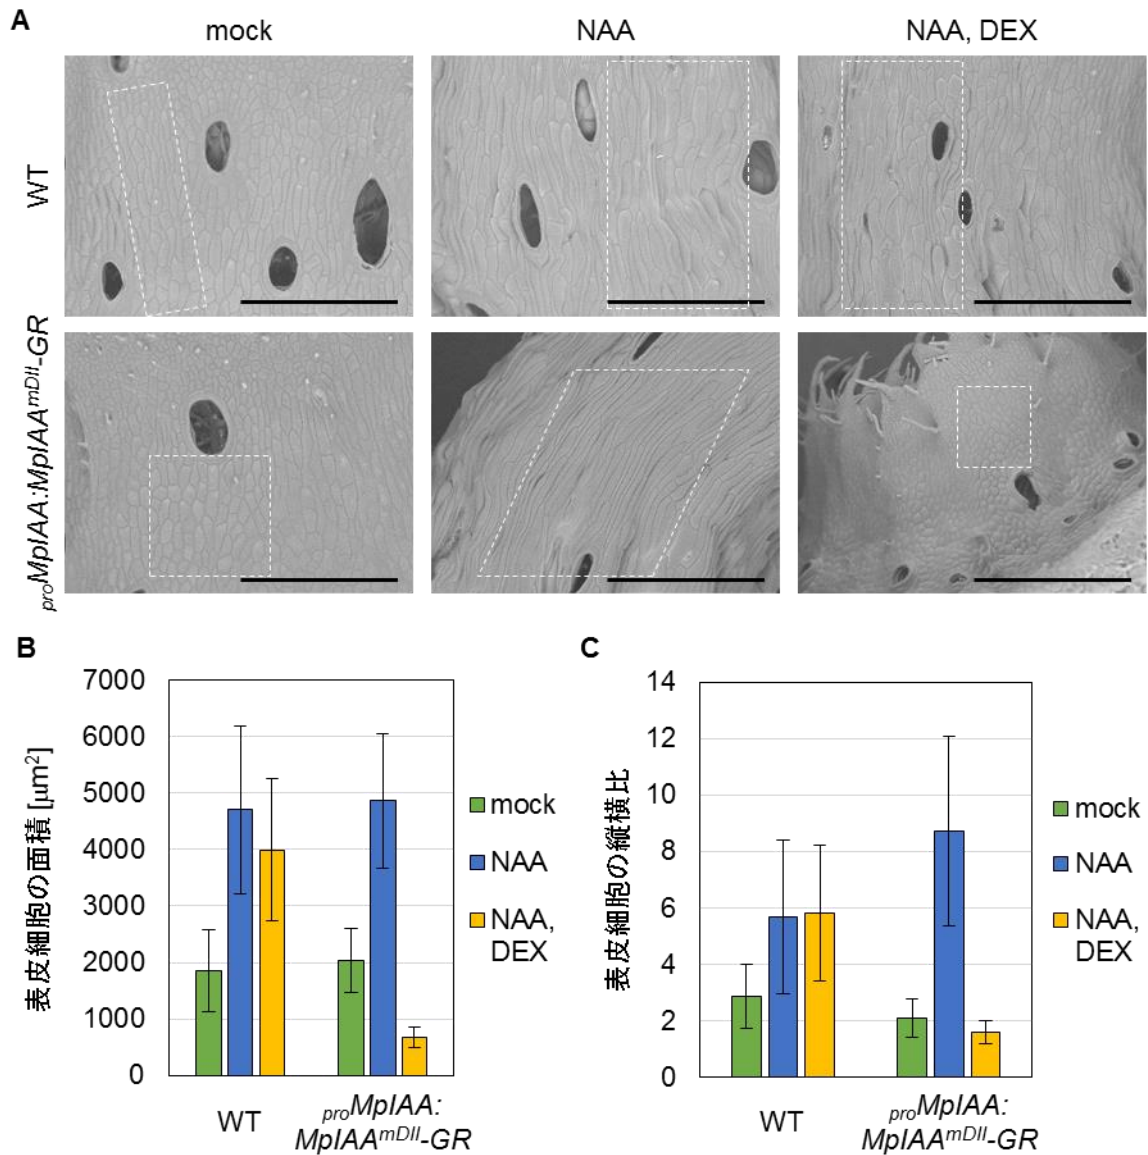 A
mock
NAA
NAA, DEX
WT
proMpIAA:MpIAAmDII-GR
B
7000
6000
5000
4000
3000
2000
1000
0
表皮細胞の面積 [μm2]
WT
proMpIAA:
MpIAAmDII-GR
mock
NAA
NAA,
DEX
C
14
12
10
8
6
4
2
0
表皮細胞の縦横比
WT
proMpIAA:
MpIAAmDII-GR
mock
NAA
NAA,
DEX